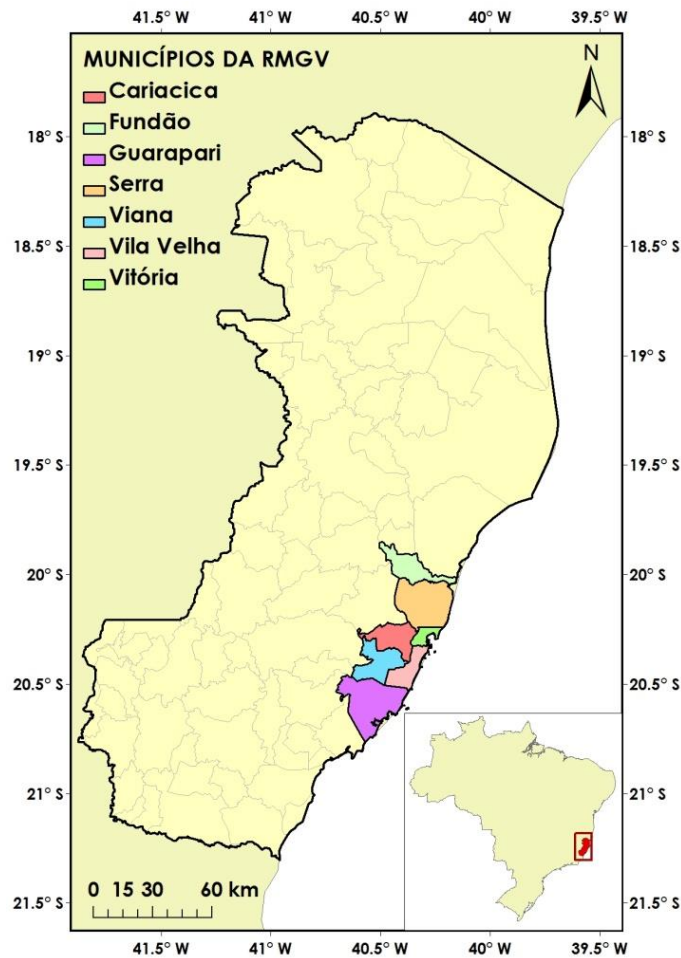 41.5° W 41° W 40.5° W 40° W 39.5° W
MUNICÍPIOS DA RMGV
Cariacica
Fundão
Guarapari
Serra
Viana
Vila Velha
Vitória
N
18° S 18° S
18.5° S 18.5° S
19° S 19° S
19.5° S 19.5° S
20° S 20° S
20.5° S 20.5° S
21° S 21° S
21.5° S 21.5° S
0 15 30 60 km
41.5° W 41° W 40.5° W 40° W 39.5° W